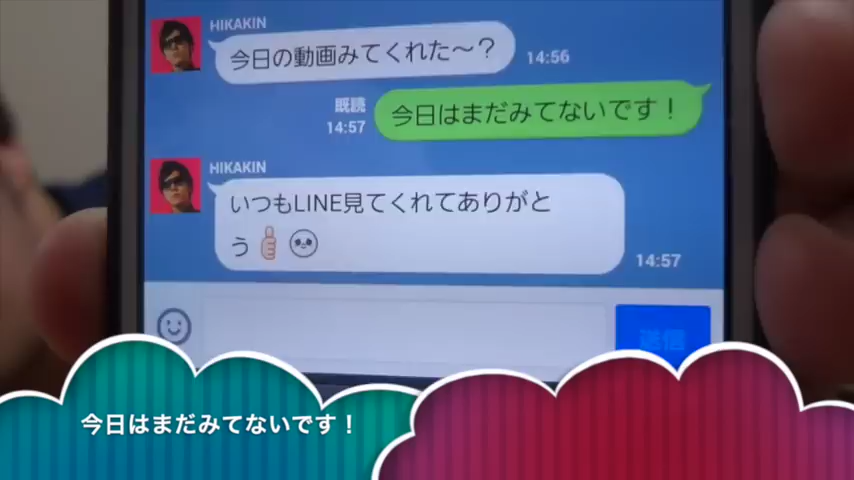 HIKAKIN
今日の動画みてくれた〜？
14:56
既読
14:57
今日はまだみてないです！
HIKAKIN
いつもLINE見てくれてありがと
う
14:57
送信
今日はまだみてないです！